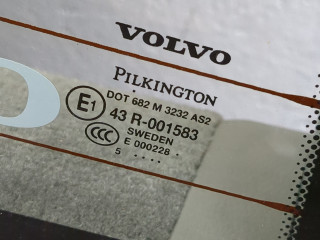 VOLVO
PILKINGTON
DOT 682 M 3232 AS2
E1 43 R-001583
CCC SWEDEN
E 000228
5